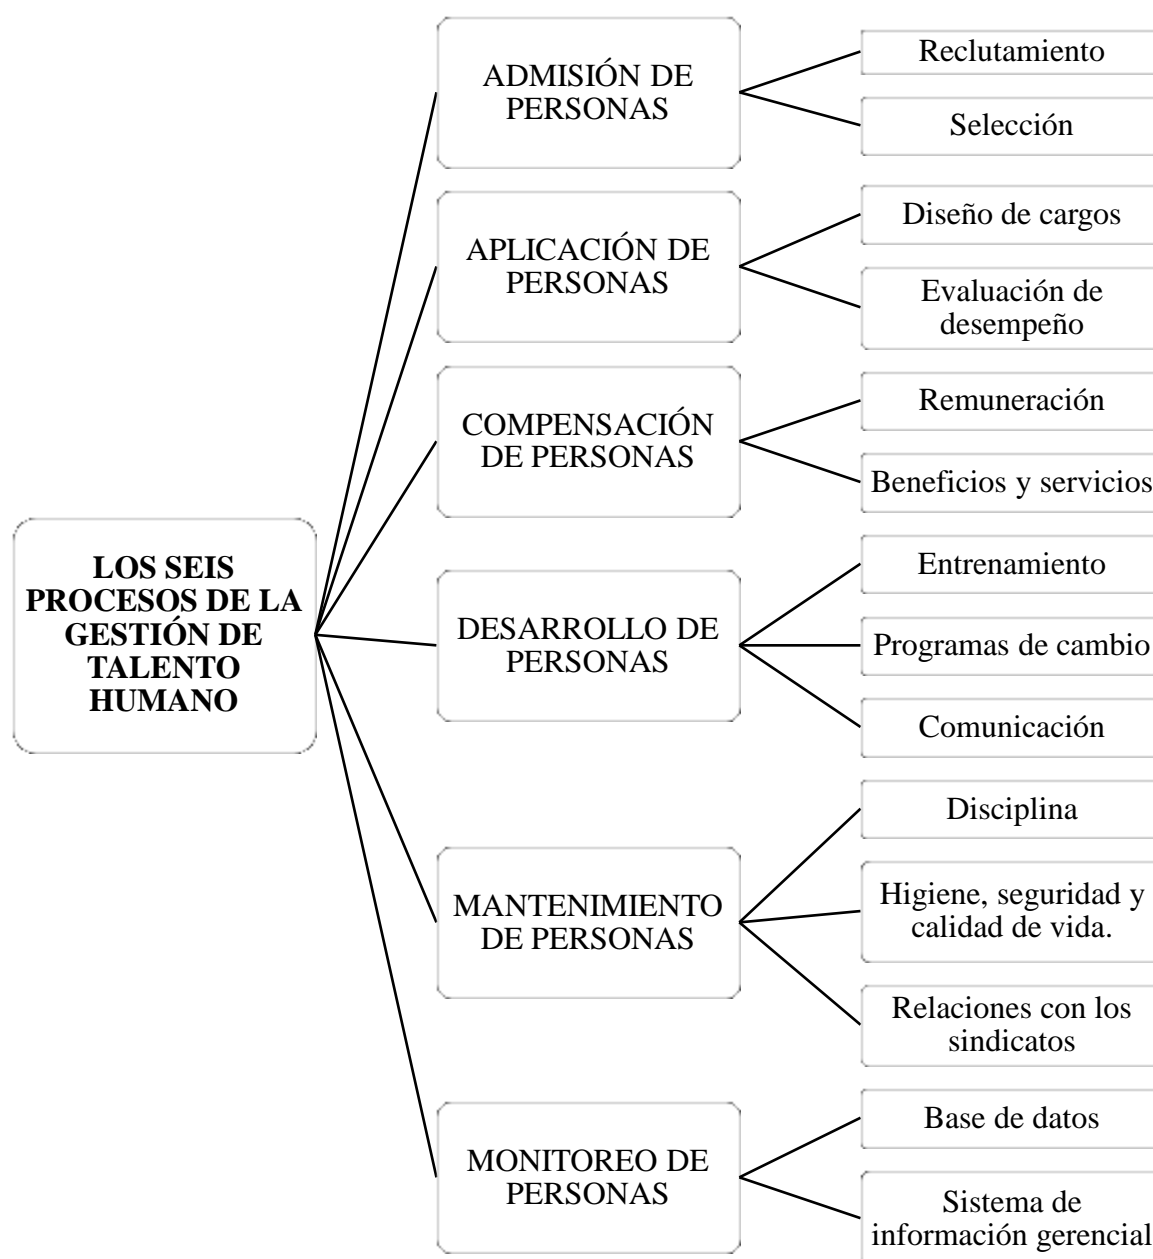 LOS SEIS
PROCESOS DE LA
GESTIÓN DE
TALENTO
HUMANO
ADMISIÓN DE
PERSONAS
Reclutamiento
Selección
APLICACIÓN DE
PERSONAS
Diseño de cargos
Evaluación de
desempeño
COMPENSACIÓN
DE PERSONAS
Remuneración
Beneficios y servicios
DESARROLLO DE
PERSONAS
Entrenamiento
Programas de cambio
Comunicación
MANTENIMIENTO
DE PERSONAS
Disciplina
Higiene, seguridad y
calidad de vida.
Relaciones con los
sindicatos
MONITOREO DE
PERSONAS
Base de datos
Sistema de
información gerencial